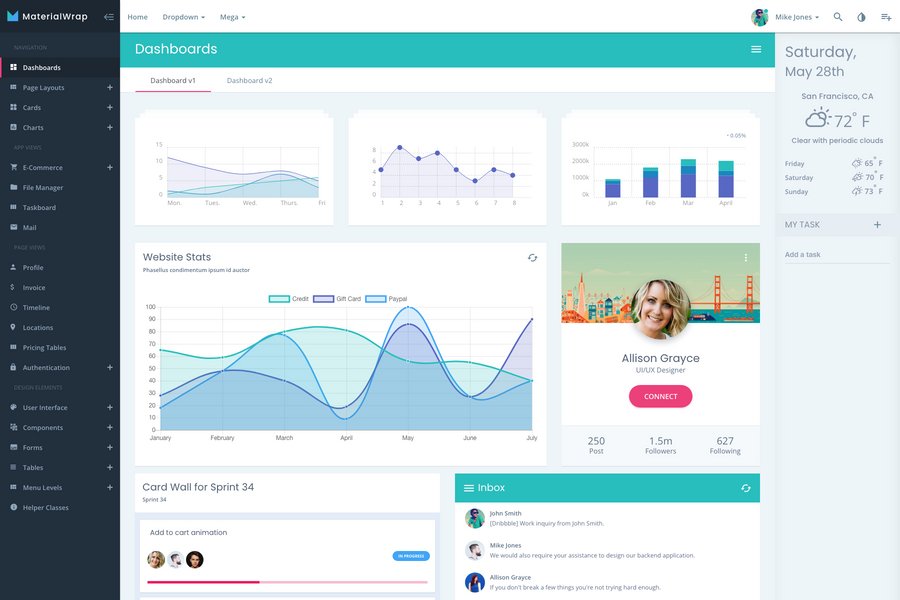 MaterialWrap
Home Dropdown Mega
Mike Jones
NAVIGATION
Dashboards
Page Layouts
Cards
Charts
APP VIEWS
E-Commerce
File Manager
Taskboard
Mail
PAGE VIEWS
Profile
Invoice
Timeline
Locations
Pricing Tables
Authentication
DESIGN ELEMENTS
User Interface
Components
Forms
Tables
Menu Levels
Helper Classes
Dashboards
Dashboard v1 Dashboard v2
15
10
5
0
Mon. Tues. Wed. Thurs. Fri.
8
6
4
2
0
1 2 3 4 5 6 7 8
0.05%
3000k
2000k
1000k
0k
Jan Feb Mar April
Website Stats
Phasellus condimentum ipsum id auctor
Credit Gift Card Paypal
100
90
80
70
60
50
40
30
20
10
0
January February March April May June July
Allison Grayce
UI/UX Designer
CONNECT
250 1.5m 627
Post Followers Following
Card Wall for Sprint 34
Sprint 34
Add to cart animation
IN PROGRESS
Inbox
John Smith
[Dribbble] Work inquiry from John Smith.
Mike Jones
We would also require your assistance to design our backend application.
Allison Grayce
If you don't break a few things you're not trying hard enough.
Saturday,
May 28th
San Francisco, CA
72° F
Clear with periodic clouds
Friday 65° F
Saturday 70° F
Sunday 73° F
MY TASK +
Add a task